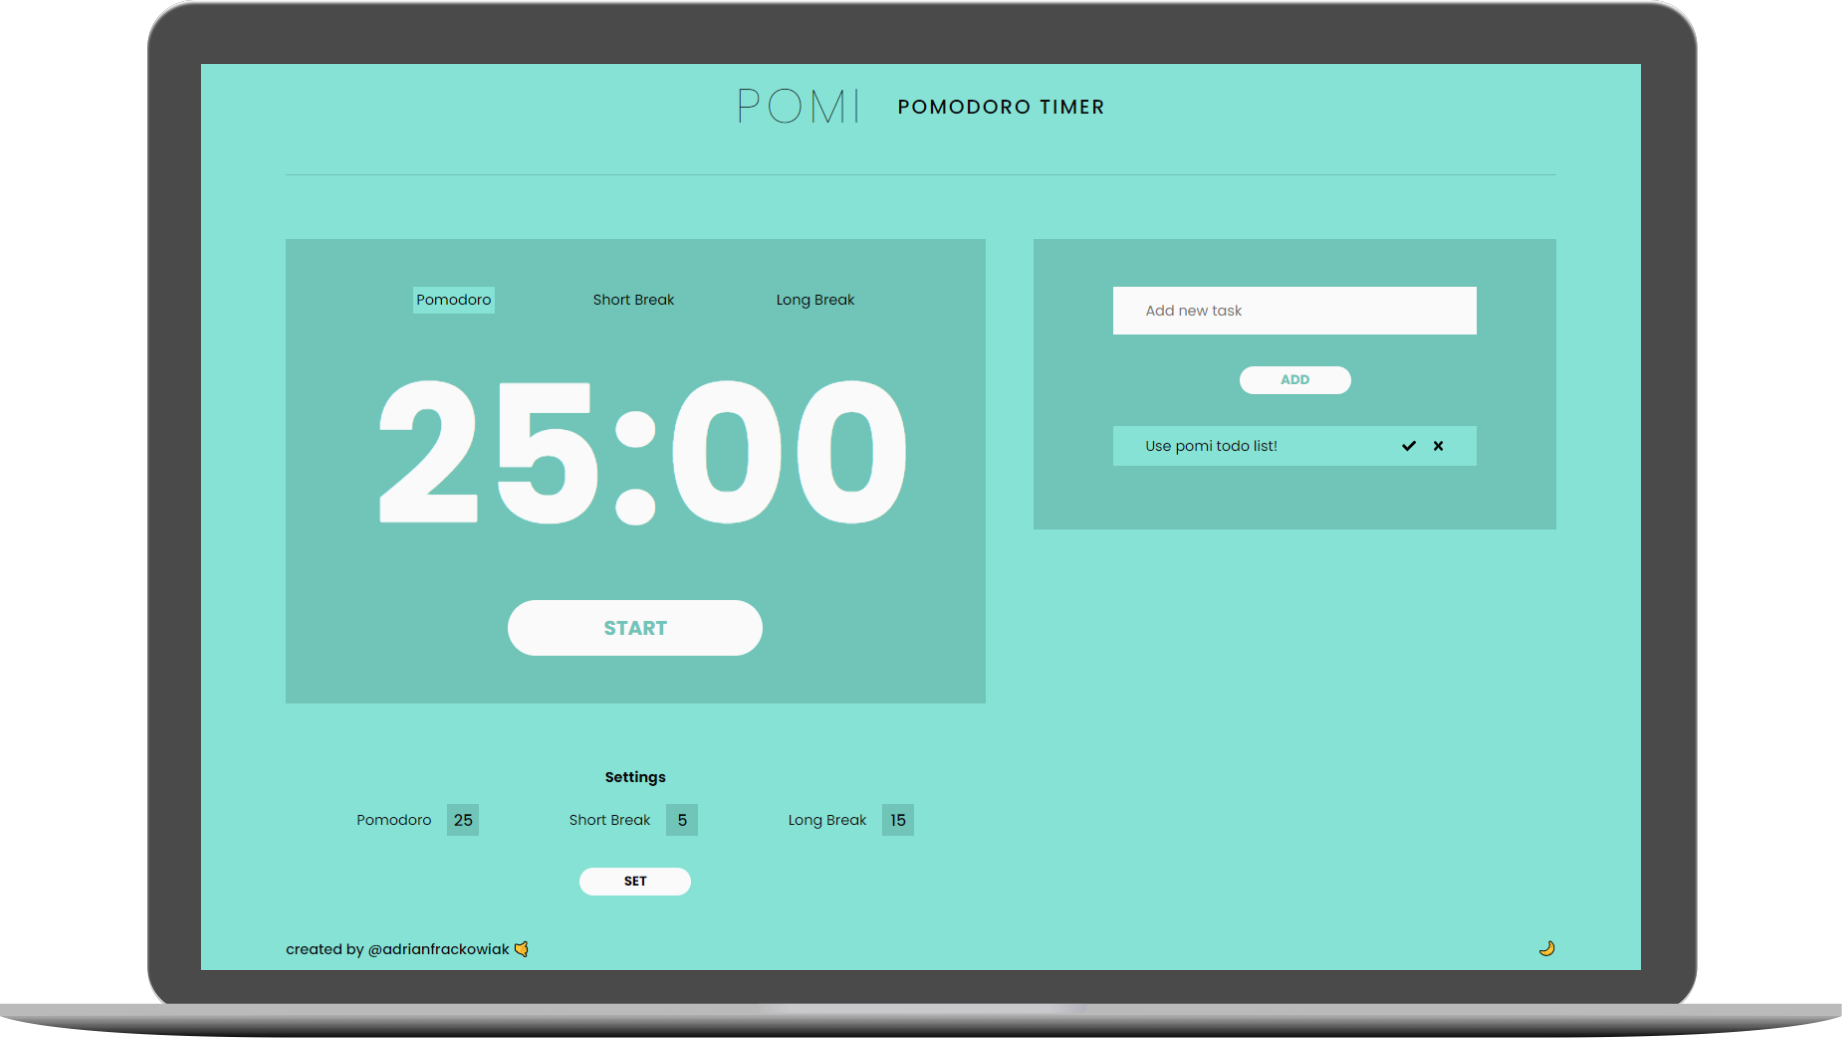 POMI POMODORO TIMER
Pomodoro Short Break Long Break
25:00
START
Add new task
ADD
Use pomi todo list!
Settings
Pomodoro 25 Short Break 5 Long Break 15
SET
created by @adrianfrackowiak